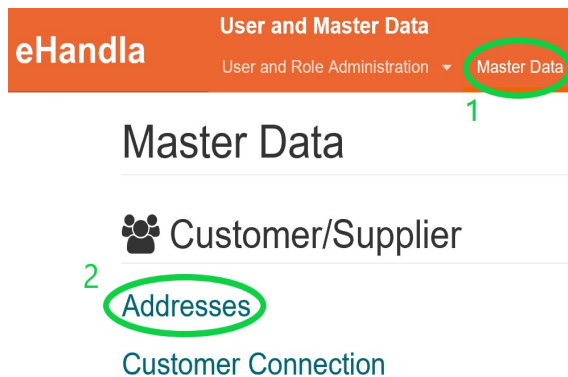 User and Master Data
eHandla
User and Role Administration Master Data
1
Master Data
Customer/Supplier
2
Addresses
Customer Connection